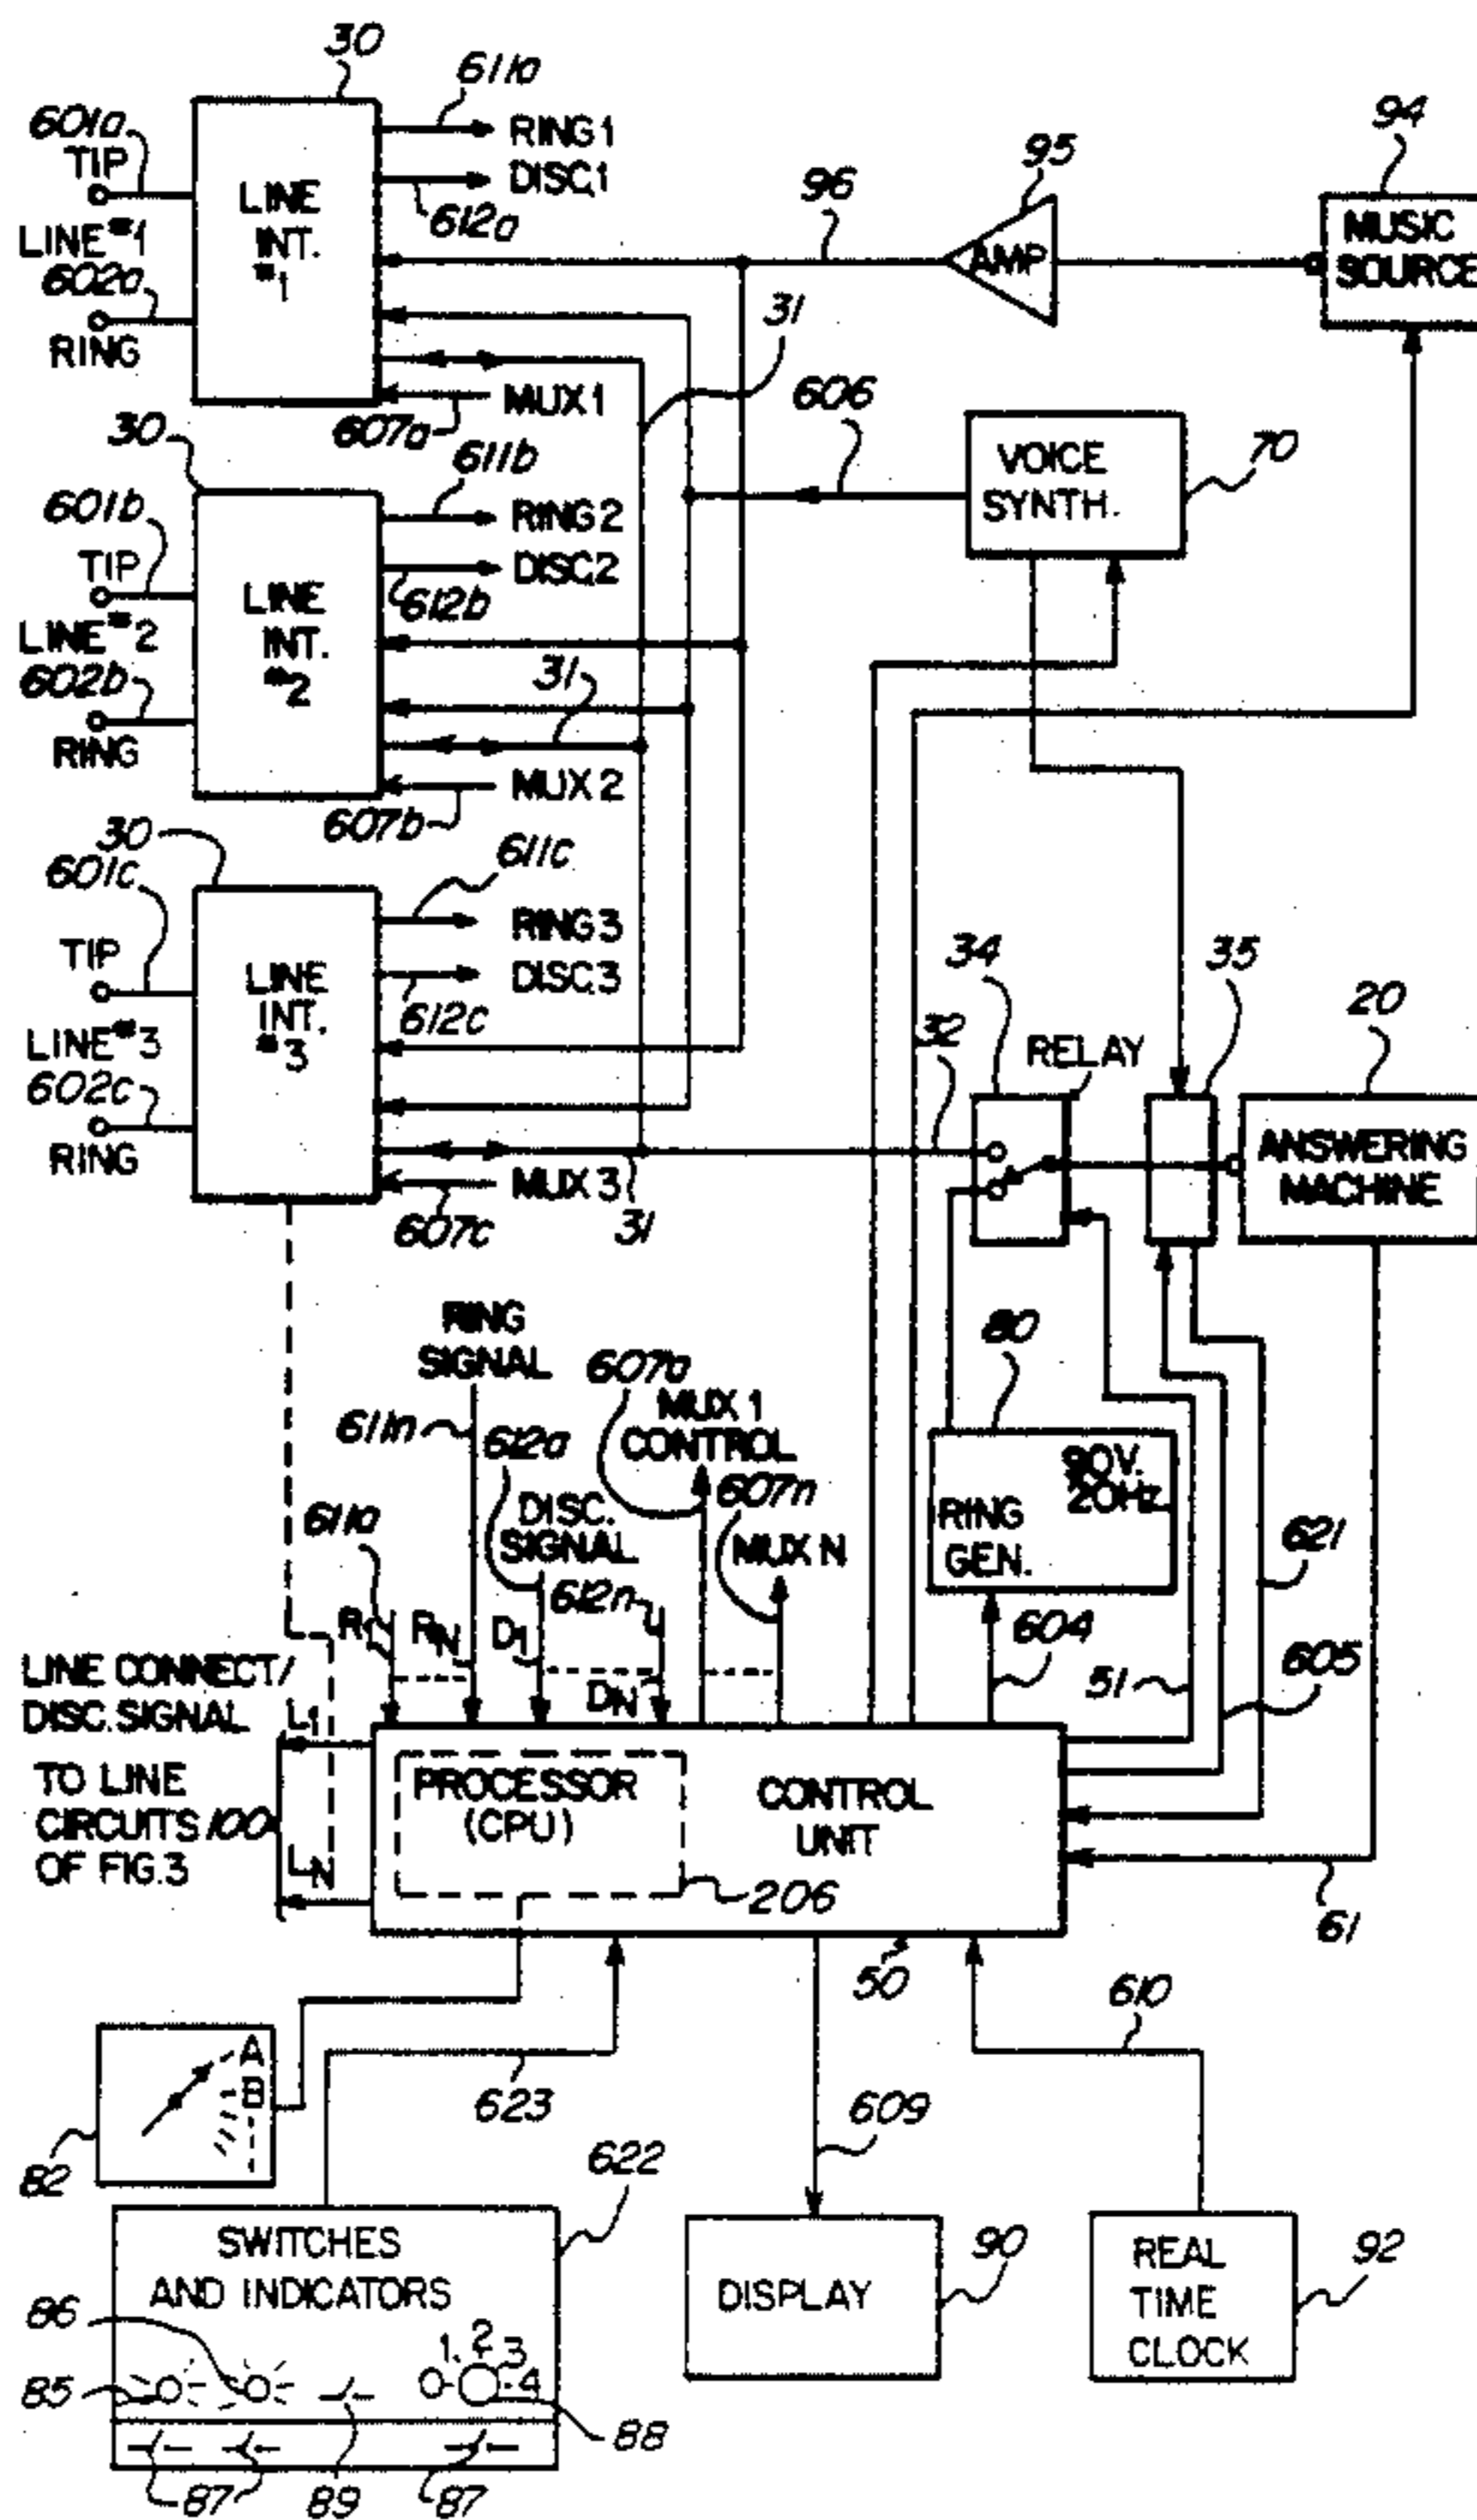 30
611a
601a
TIP
RING 1
DISC.1
612a
LINE
INT.
#1
LINE #1
602a
RING
96
95
AMP
94
MUSIC
SOURCE
31
MUX 1
607a
606
VOICE
SYNTH.
70
30
611b
601b
TIP
RING 2
DISC.2
612b
LINE
INT.
#2
LINE #2
602b
RING
31
MUX 2
607b
30
611c
601c
TIP
RING 3
DISC.3
612c
LINE
INT.
#3
LINE #3
602c
RING
MUX 3
607c
31
32
34
RELAY
35
20
ANSWERING
MACHINE
RING
SIGNAL
611n
607a
MUX 1
CONTROL
612a
DISC.
SIGNAL
607n
MUX N
611a
612n
R1
RN
D1
DN
80
90V.
20Hz
RING
GEN.
604
51
621
605
61
LINE CONNECT/
DISC. SIGNAL
L1
TO LINE
CIRCUITS 100
OF FIG.3
LN
PROCESSOR
(CPU)
CONTROL
UNIT
206
50
610
A
B
82
623
609
622
SWITCHES
AND INDICATORS
86
85
0
1
2
3
4
88
87
89
87
DISPLAY
90
REAL
TIME
CLOCK
92